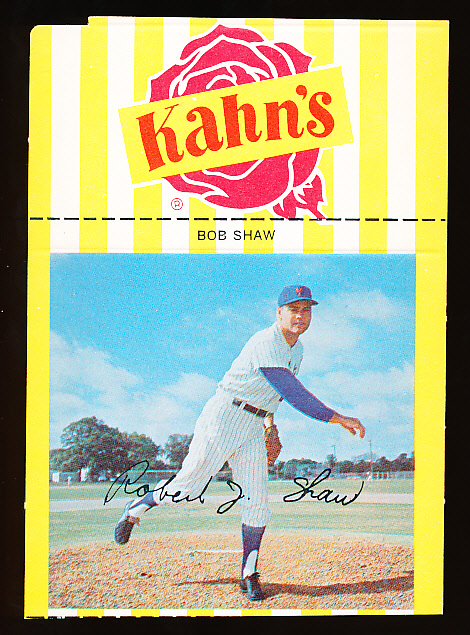 Kahn's
®
BOB SHAW
Robert J. Shaw